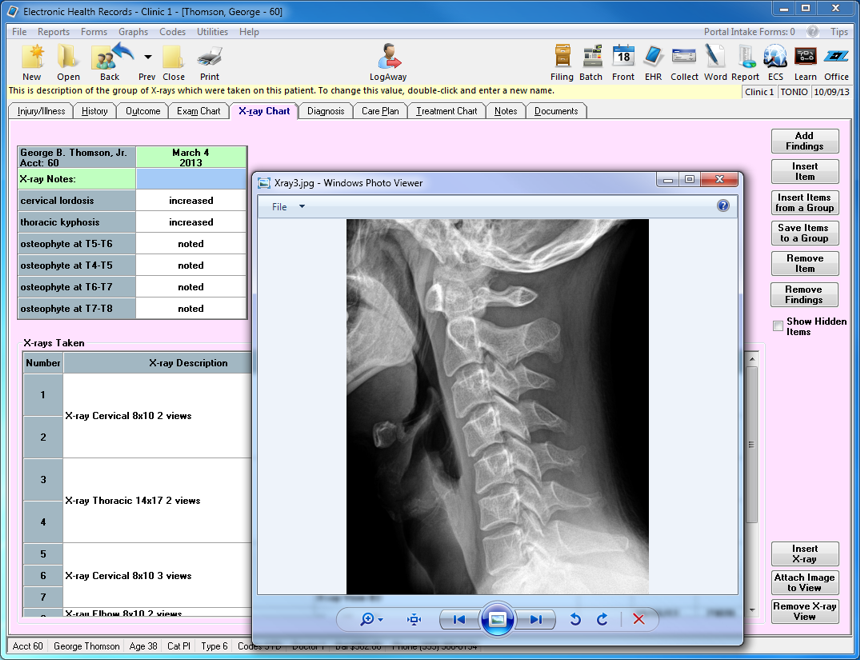 Electronic Health Records - Clinic 1 - [Thomson, George - 60]
File Reports Forms Graphs Codes Utilities Help Portal Intake Forms: 0 Tips
18
New Open Back Prev Close Print LogAway Filing Batch Front EHR Collect Word Report ECS Learn Office
This is description of the group of X-rays which were taken on this patient. To change this value, double-click and enter a new name. Clinic 1 TONIO 10/09/13
Injury/Illness History Outcome Exam Chart X-ray Chart Diagnosis Care Plan Treatment Chart Notes Documents
George B. Thomson, Jr.
Acct: 60
March 4
2013
X-ray Notes:
cervical lordosis increased
thoracic kyphosis increased
osteophyte at T5-T6 noted
osteophyte at T4-T5 noted
osteophyte at T6-T7 noted
osteophyte at T7-T8 noted
X-rays Taken
Number X-ray Description
1
X-ray Cervical 8x10 2 views
2
3
X-ray Thoracic 14x17 2 views
4
5
6 X-ray Cervical 8x10 3 views
7
X-ray Elbow 8x10 2 views
Xray3.jpg - Windows Photo Viewer
File
Add
Findings
Insert
Item
Insert Items
from a Group
Save Items
to a Group
Remove
Item
Remove
Findings
Show Hidden
Items
Insert
X-ray
Attach Image
to View
Remove X-ray
View
Acct 60 George Thomson Age 38 Cat PI Type 6